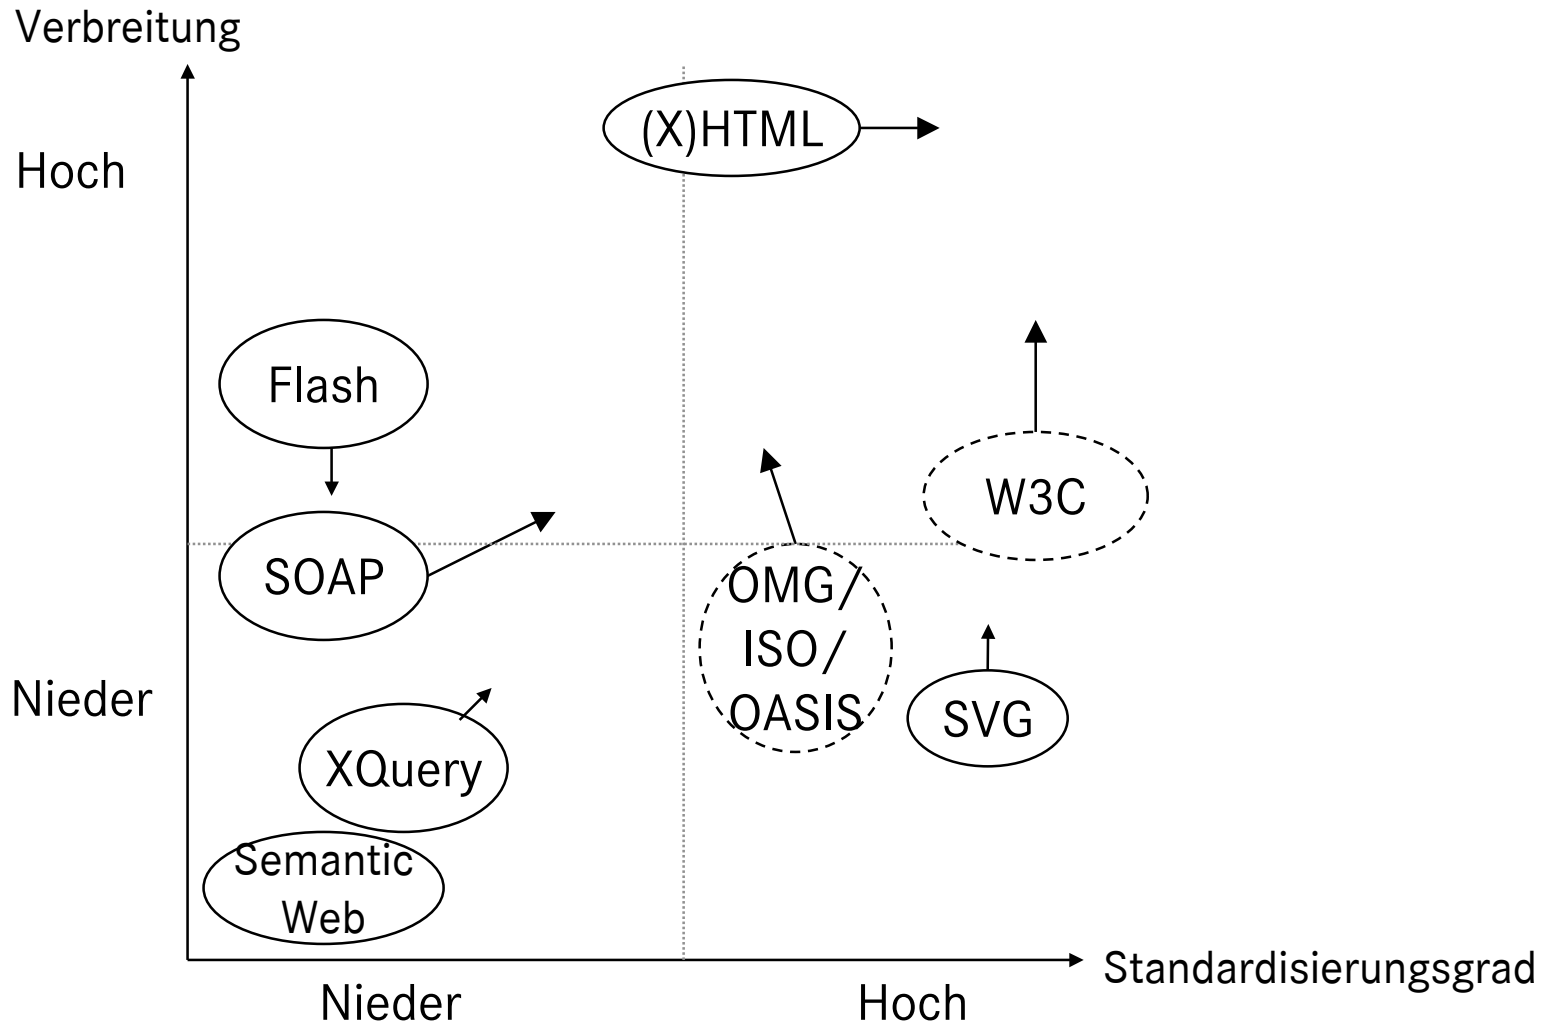 Verbreitung
(X)HTML
Hoch
Flash
W3C
SOAP
OMG/
ISO/
OASIS
Nieder
SVG
XQuery
Semantic
Web
Standardisierungsgrad
Nieder
Hoch